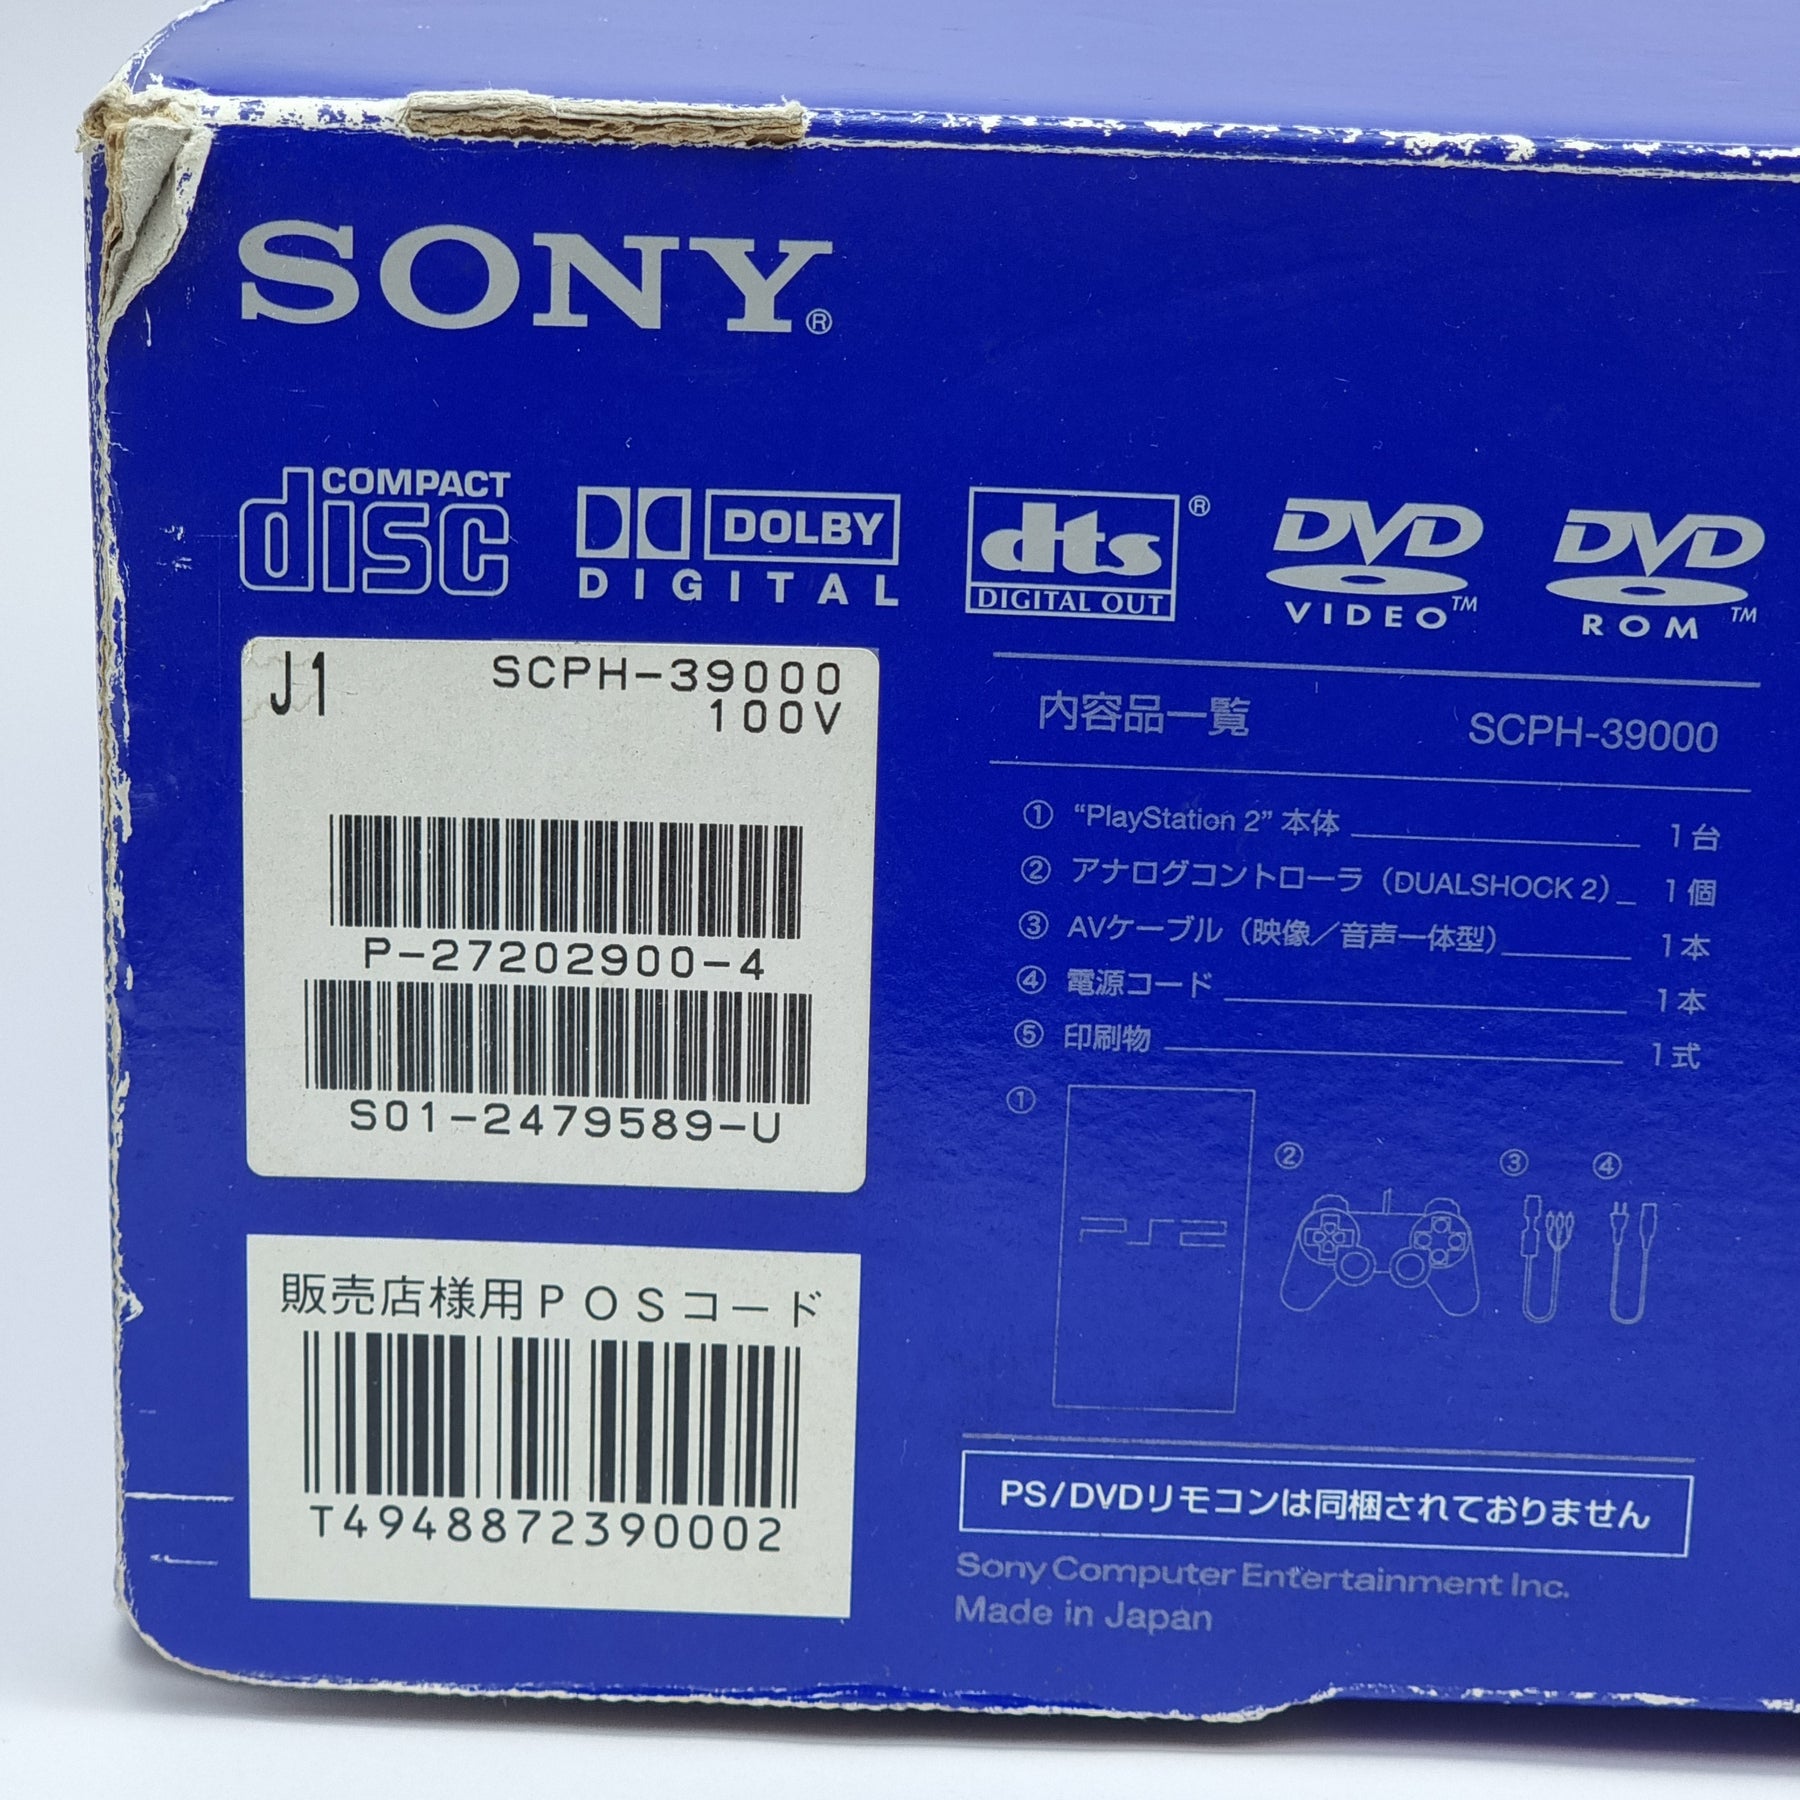 SONY®
COMPACT
disc
DOLBY
DIGITAL
dts®
DIGITAL OUT
DVD
VIDEO™
DVD
ROM™
J1
SCPH-39000
100V
P-27202900-4
S01-2479589-U
販売店様用POSコード
T4948872390002
内容品一覧 SCPH-39000
① “PlayStation 2” 本体 1台
② アナログコントローラ（DUALSHOCK 2） 1個
③ AVケーブル（映像／音声一体型） 1本
④ 電源コード 1本
⑤ 印刷物 1式
① ② ③ ④
PS2
PS/DVDリモコンは同梱されておりません
Sony Computer Entertainment Inc.
Made in Japan